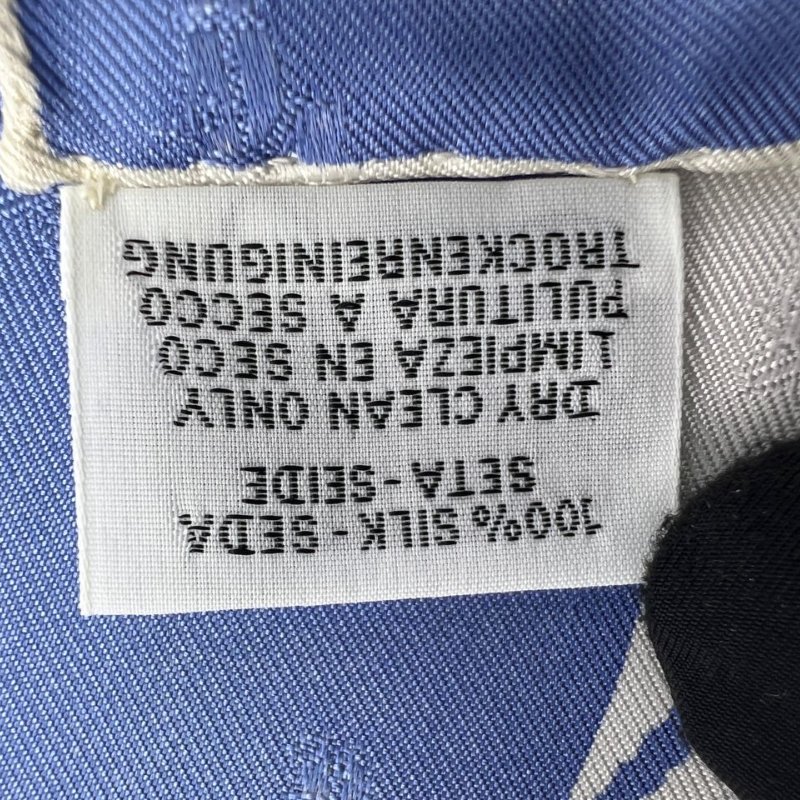 100% SILK - SEDA
SETA - SEIDE
DRY CLEAN ONLY
LIMPIEZA EN SECO
PULITURA A SECCO
TROCKENREINIGUNG